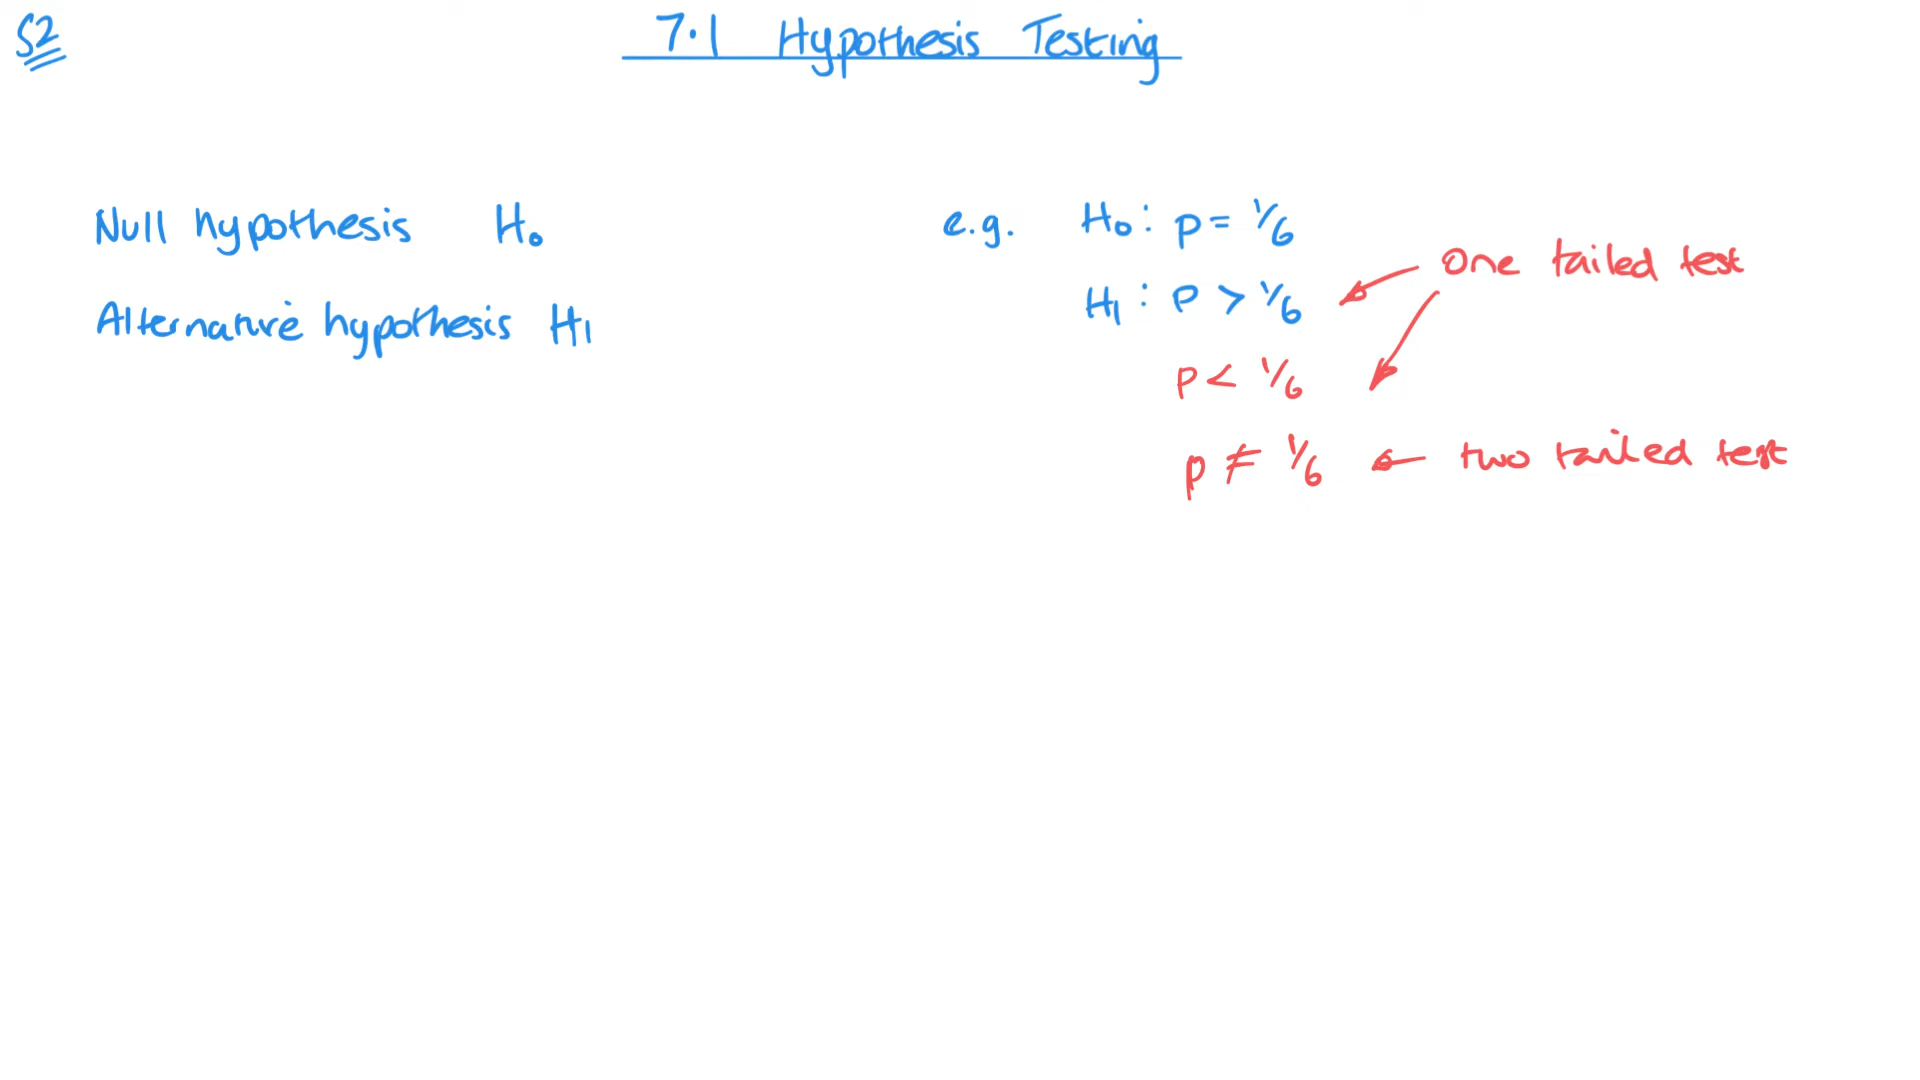 S2
7.1 Hypothesis Testing
Null hypothesis H₀
Alternative hypothesis H₁
e.g. H₀: p = 1/6
H₁: p > 1/6
one tailed test
p < 1/6
p ≠ 1/6 ← two tailed test